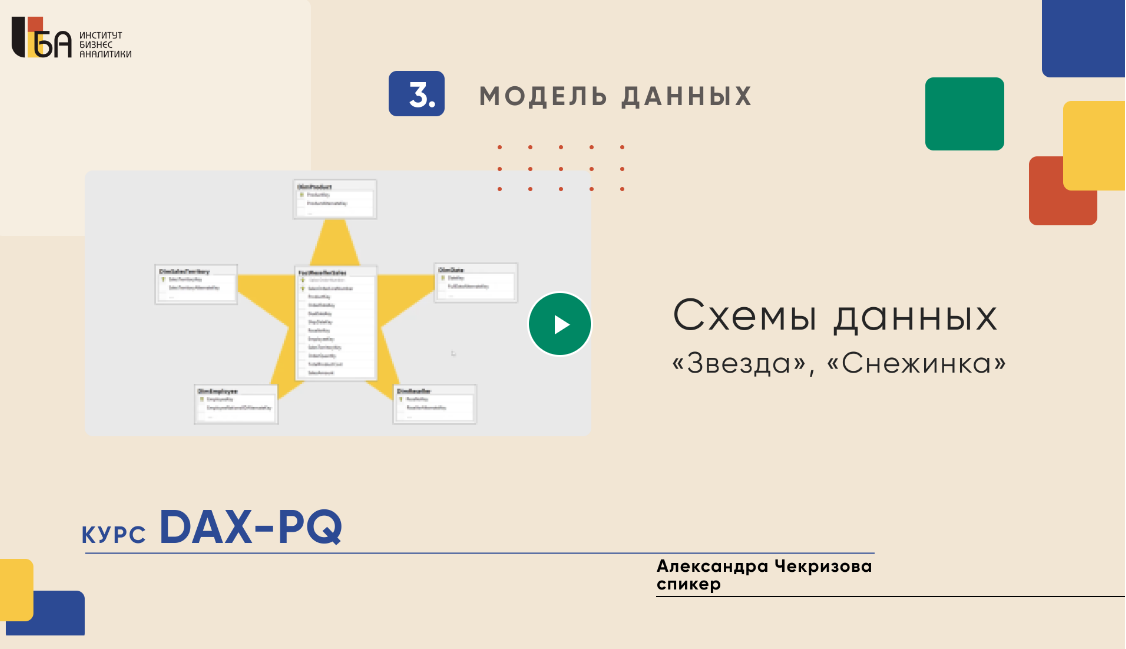 ИНСТИТУТ
БИЗНЕС
АНАЛИТИКИ
БА
3. МОДЕЛЬ ДАННЫХ
DimProduct
ProductKey
ProductAlternateKey
...
DimSalesTerritory
SalesTerritoryKey
SalesTerritoryAlternateKey
...
FactResellerSales
SalesOrderNumber
SalesOrderLineNumber
ProductKey
OrderDateKey
DueDateKey
ShipDateKey
ResellerKey
EmployeeKey
SalesTerritoryKey
OrderQuantity
TotalProductCost
SalesAmount
DimDate
DateKey
FullDateAlternateKey
...
DimEmployee
EmployeeKey
EmployeeNationalIDAlternateKey
...
DimReseller
ResellerKey
ResellerAlternateKey
...
Схемы данных
«Звезда», «Снежинка»
КУРС DAX-PQ
Александра Чекризова
спикер